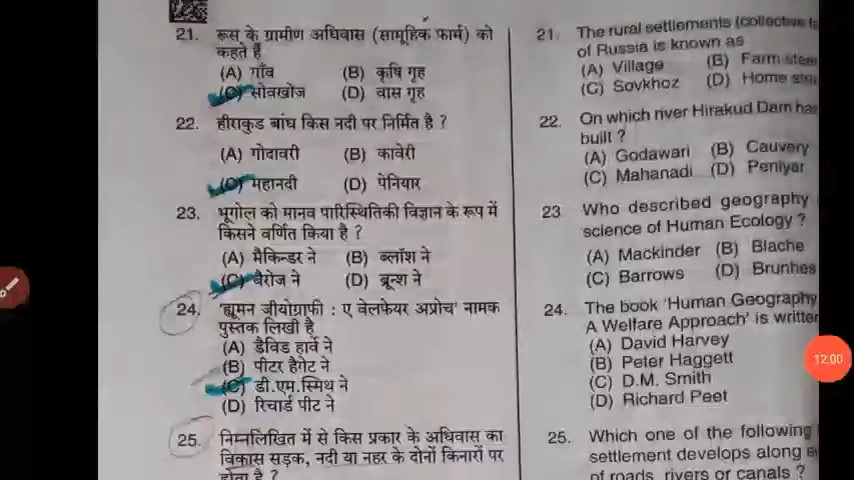 21. रूस के ग्रामीण अधिवास (सामूहिक फार्म) को
कहते हैं
(A) गाँव (B) कृषि गृह
(C) सोवखोज (D) वास गृह
22. हीराकुड बांध किस नदी पर निर्मित है ?
(A) गोदावरी (B) कावेरी
(C) महानदी (D) पेनियार
23. भूगोल को मानव पारिस्थितिकी विज्ञान के रूप में
किसने वर्णित किया है ?
(A) मैकिन्डर ने (B) ब्लॉश ने
(C) बैरोज ने (D) ब्रून्श ने
24. 'ह्यूमन जीयोग्राफी : ए वेलफेयर अप्रोच' नामक
पुस्तक लिखी है
(A) डैविड हार्वे ने
(B) पीटर हैगेट ने
(C) डी.एम.स्मिथ ने
(D) रिचार्ड पीट ने
25. निम्नलिखित में से किस प्रकार के अधिवास का
विकास सड़क, नदी या नहर के दोनों किनारों पर
होता है ?
21. The rural settlements (collective
of Russia is known as
(A) Village (B) Farm
(C) Sovkhoz (D) Home
22. On which river Hirakud Dam
built ?
(A) Godawari (B) Cauvery
(C) Mahanadi (D) Peniyar
23. Who described geography
science of Human Ecology ?
(A) Mackinder (B) Blache
(C) Barrows (D) Brunhes
24. The book 'Human Geography
A Welfare Approach' is written
(A) David Harvey
(B) Peter Haggett
(C) D.M. Smith
(D) Richard Peet
25. Which one of the following
settlement develops along
of roads, rivers or canals ?
12:00